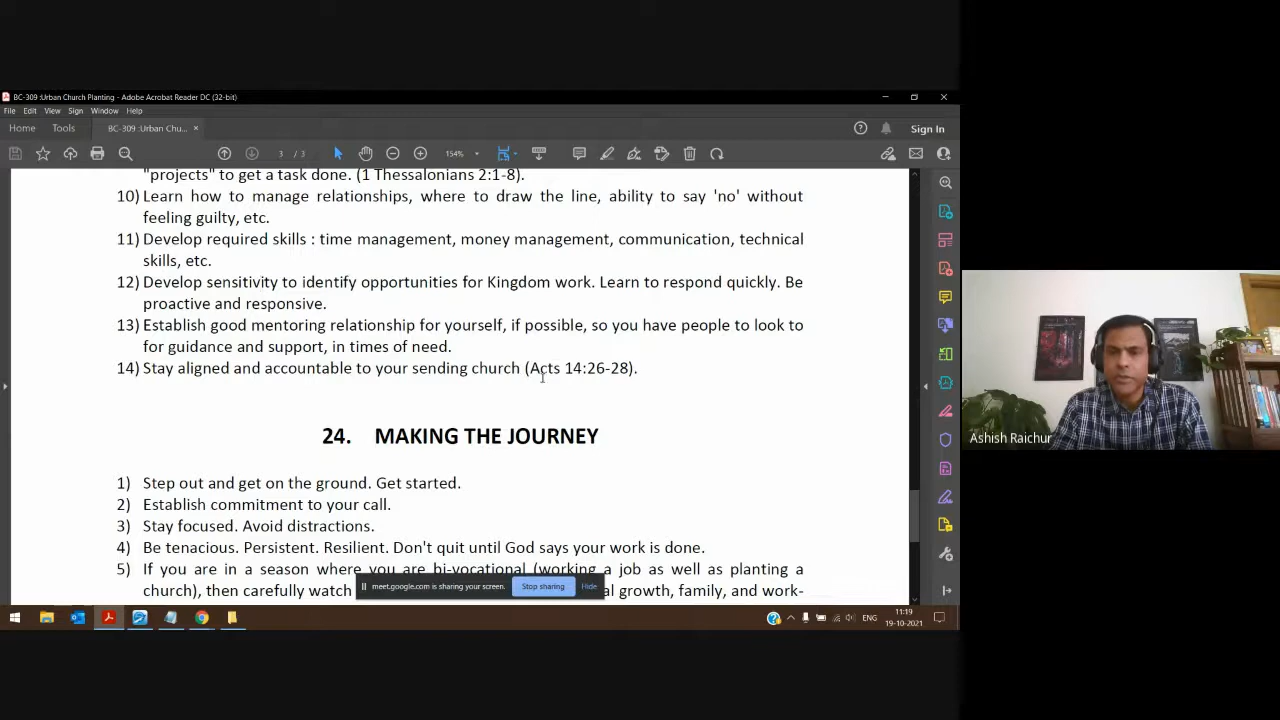 BC-309 :Urban Church Planting - Adobe Acrobat Reader DC (32-bit)
File Edit View Sign Window Help
Home Tools BC-309 :Urban Chu... × Sign In
3 / 3 154%
"projects" to get a task done. (1 Thessalonians 2:1-8).
10) Learn how to manage relationships, where to draw the line, ability to say 'no' without
feeling guilty, etc.
11) Develop required skills : time management, money management, communication, technical
skills, etc.
12) Develop sensitivity to identify opportunities for Kingdom work. Learn to respond quickly. Be
proactive and responsive.
13) Establish good mentoring relationship for yourself, if possible, so you have people to look to
for guidance and support, in times of need.
14) Stay aligned and accountable to your sending church (Acts 14:26-28).
24. MAKING THE JOURNEY
1) Step out and get on the ground. Get started.
2) Establish commitment to your call.
3) Stay focused. Avoid distractions.
4) Be tenacious. Persistent. Resilient. Don't quit until God says your work is done.
5) If you are in a season where you are bi-vocational (working a job as well as planting a
church), then carefully watch
growth, family, and work-
meet.google.com is sharing your screen. Stop sharing Hide
Ashish Raichur
ENG
11:19
19-10-2021